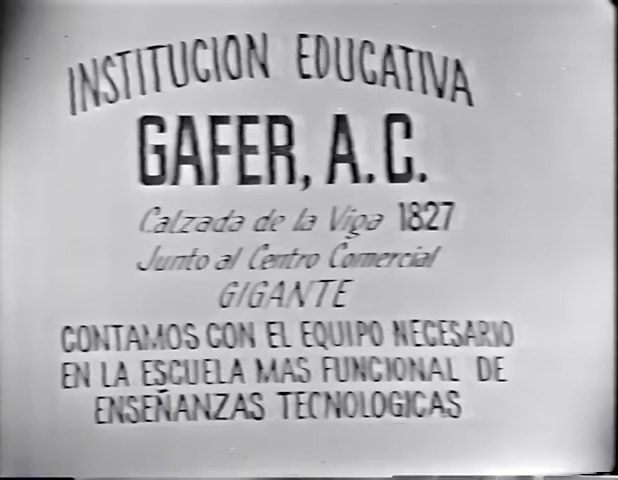 INSTITUCION EDUCATIVA
GAFER, A.C.
Calzada de la Viga 1827
Junto al Centro Comercial
GIGANTE
CONTAMOS CON EL EQUIPO NECESARIO
EN LA ESCUELA MAS FUNCIONAL DE
ENSEÑANZAS TECNOLOGICAS